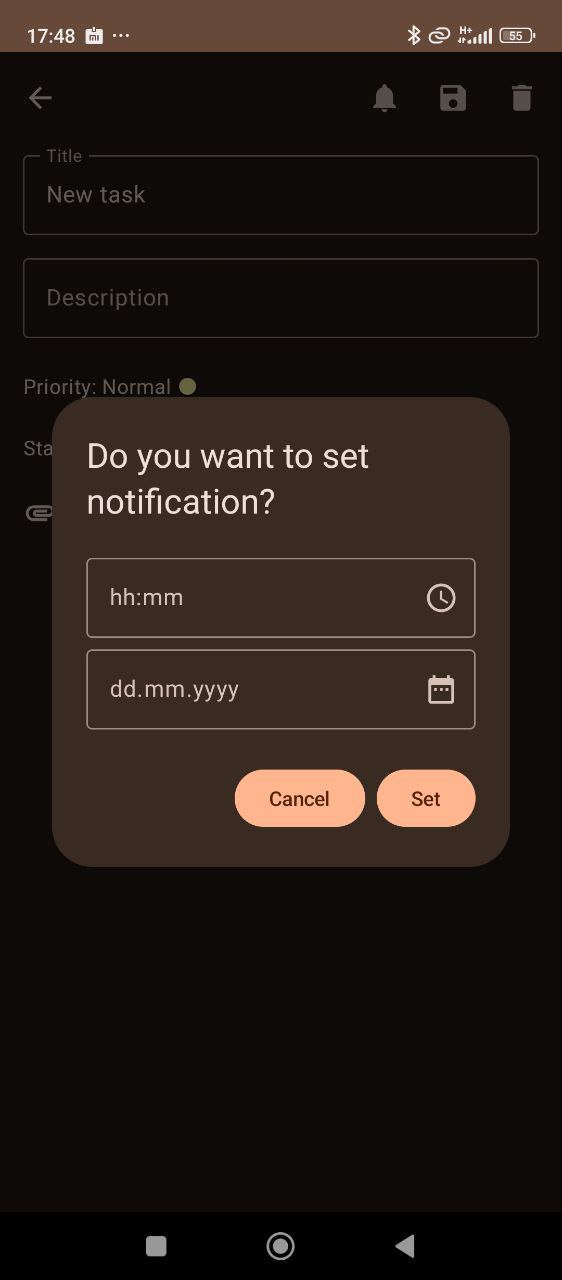 17:48
H+
55
Title
New task
Description
Priority: Normal
Sta
Do you want to set
notification?
hh:mm
dd.mm.yyyy
Cancel
Set